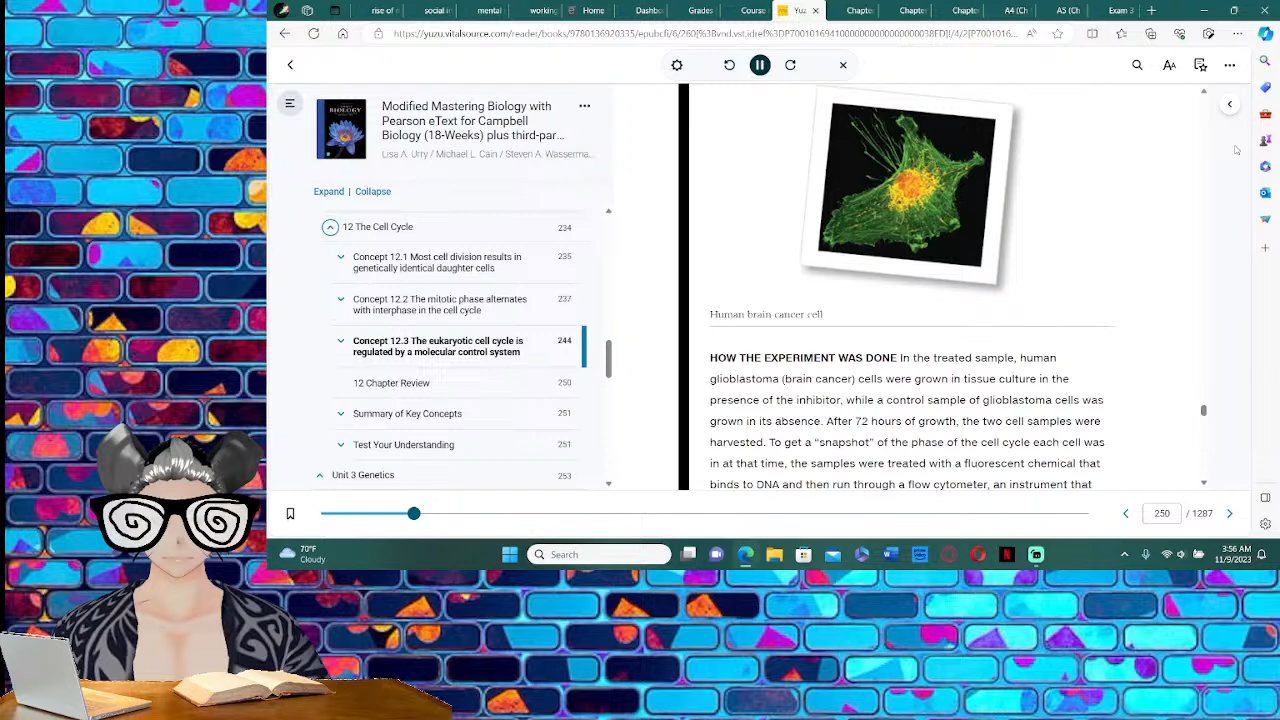 rise of
social i
mental
working
Home
Dashbo
Grades
Course
Yuz
Chapte
Chapter
Chapte
A4 (Ch
A5 (Ch
Exam 3
Modified Mastering Biology with
Pearson eText for Campbell
Biology (18-Weeks) plus third-par...
Lisa A. Urry / Michael L. Cain / Steven A. Wasserma...
Expand | Collapse
12 The Cell Cycle 234
Concept 12.1 Most cell division results in 235
genetically identical daughter cells
Concept 12.2 The mitotic phase alternates 237
with interphase in the cell cycle
Concept 12.3 The eukaryotic cell cycle is 244
regulated by a molecular control system
12 Chapter Review 250
Summary of Key Concepts 251
Test Your Understanding 251
Unit 3 Genetics 253
Human brain cancer cell
HOW THE EXPERIMENT WAS DONE In the treated sample, human
glioblastoma (brain cancer) cells were grown in tissue culture in the
presence of the inhibitor, while a control sample of glioblastoma cells was
grown in its absence. After 72 hours of growth, the two cell samples were
harvested. To get a “snapshot” of the phase of the cell cycle each cell was
in at that time, the samples were treated with a fluorescent chemical that
binds to DNA and then run through a flow cytometer, an instrument that
250 / 1287
70°F
Cloudy
Search
3:56 AM
11/9/2023